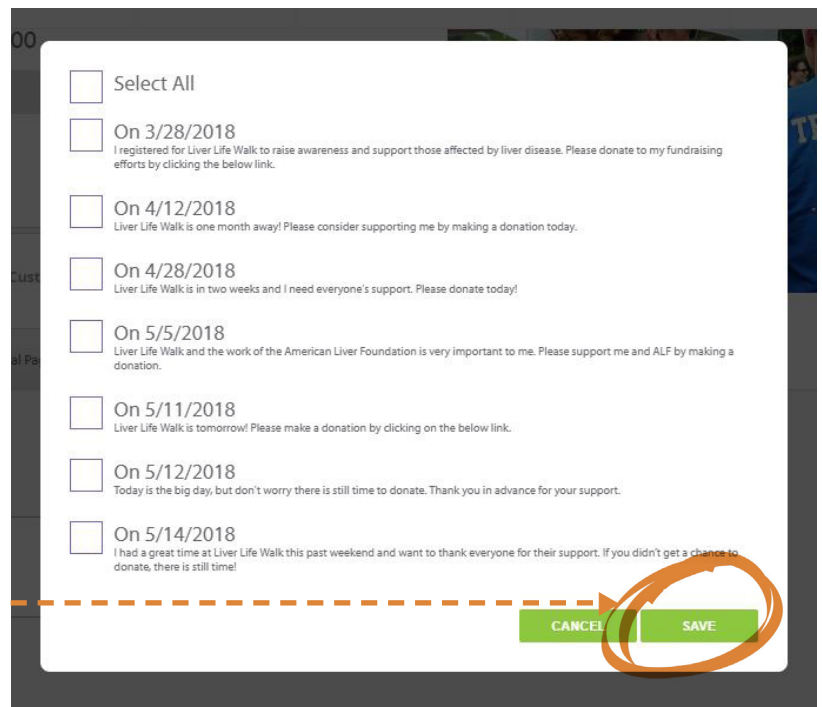 00
Select All
On 3/28/2018
I registered for Liver Life Walk to raise awareness and support those affected by liver disease. Please donate to my fundraising
efforts by clicking the below link.
On 4/12/2018
Liver Life Walk is one month away! Please consider supporting me by making a donation today.
Cust
On 4/28/2018
Liver Life Walk is in two weeks and I need everyone's support. Please donate today!
al Pa
On 5/5/2018
Liver Life Walk and the work of the American Liver Foundation is very important to me. Please support me and ALF by making a
donation.
On 5/11/2018
Liver Life Walk is tomorrow! Please make a donation by clicking on the below link.
On 5/12/2018
Today is the big day, but don't worry there is still time to donate. Thank you in advance for your support.
On 5/14/2018
I had a great time at Liver Life Walk this past weekend and want to thank everyone for their support. If you didn't get a chance to
donate, there is still time!
CANCEL SAVE